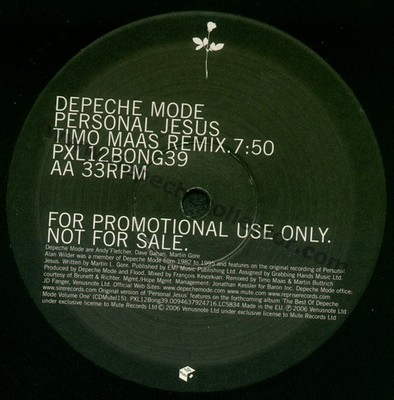 DEPECHE MODE
PERSONAL JESUS
TIMO MAAS REMIX.7:50
PXL12BONG39
AA 33RPM
FOR PROMOTIONAL USE ONLY.
NOT FOR SALE.
Depeche Mode are Andy Fletcher, Dave Gahan, Martin Gore
Alan Wilder was a member of Depeche Mode from 1982 to 1995 and features on the original recording of Personal
Jesus. Written by Martin L. Gore. Published by EMI Music Publishing Ltd. Assigned by Grabbing Hands Music Ltd.
Produced by Depeche Mode and Flood. Mixed by François Kevorkian. Remixed by Timo Maas & Martin Buttrich
courtesy of Bennett & Richter. Mgmt./Hope Mgmt. Management: Jonathan Kessler for Baron Inc. Depeche Mode office:
JD Fanger, Venusnote Ltd. Official Web Sites: www.depechemode.com www.mute.com www.repriserecords.com
www.sirerecords.com Original version of 'Personal Jesus' features on the forthcoming album 'The Best Of Depeche
Mode Volume One' (CDMute15). PXL12Bong39.0094637924716.LC5834.Made in the EU.℗2006 Venusnote Ltd
under exclusive license to Mute Records Ltd ©2006 Venusnote Ltd under exclusive license to Mute Records Ltd